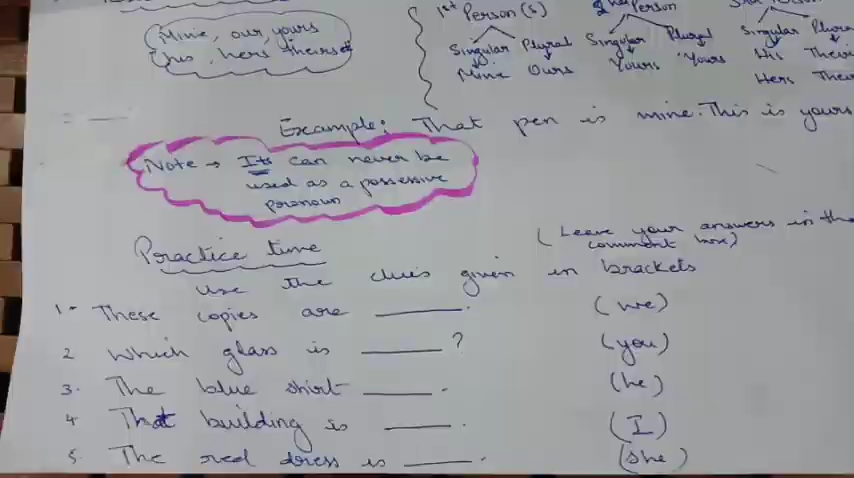 1st Person (s) 2nd Person
Mine, our, yours
his, hers, theirs
Singular Plural Singular Plural Singular
Mine Ours Yours Yours His
Hers
Example: That pen is mine. This is yours
Note → Its can never be
used as a possessive
pronoun
Practice time
(Leave your answers in the
comment box)
use the clues given in brackets
1- These copies are ______. (we)
2 Which glass is ______? (you)
3. The blue shirt ______. (he)
4 That building is ______. (I)
5. The red dress is ______. (she)